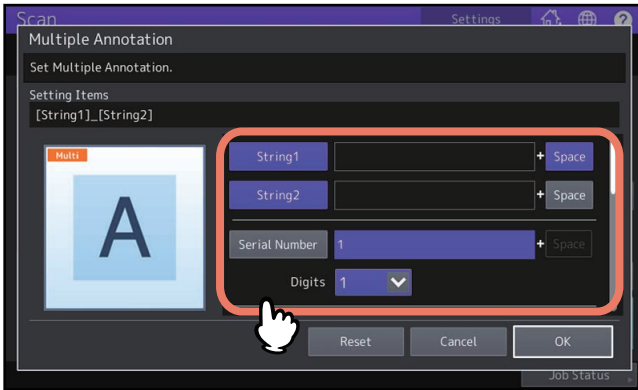 Scan
Settings
Multiple Annotation
Set Multiple Annotation.
Setting Items
[String1]_[String2]
Multi
A
String1 + Space
String2 + Space
Serial Number 1 + Space
Digits 1
Reset Cancel OK
Job Status